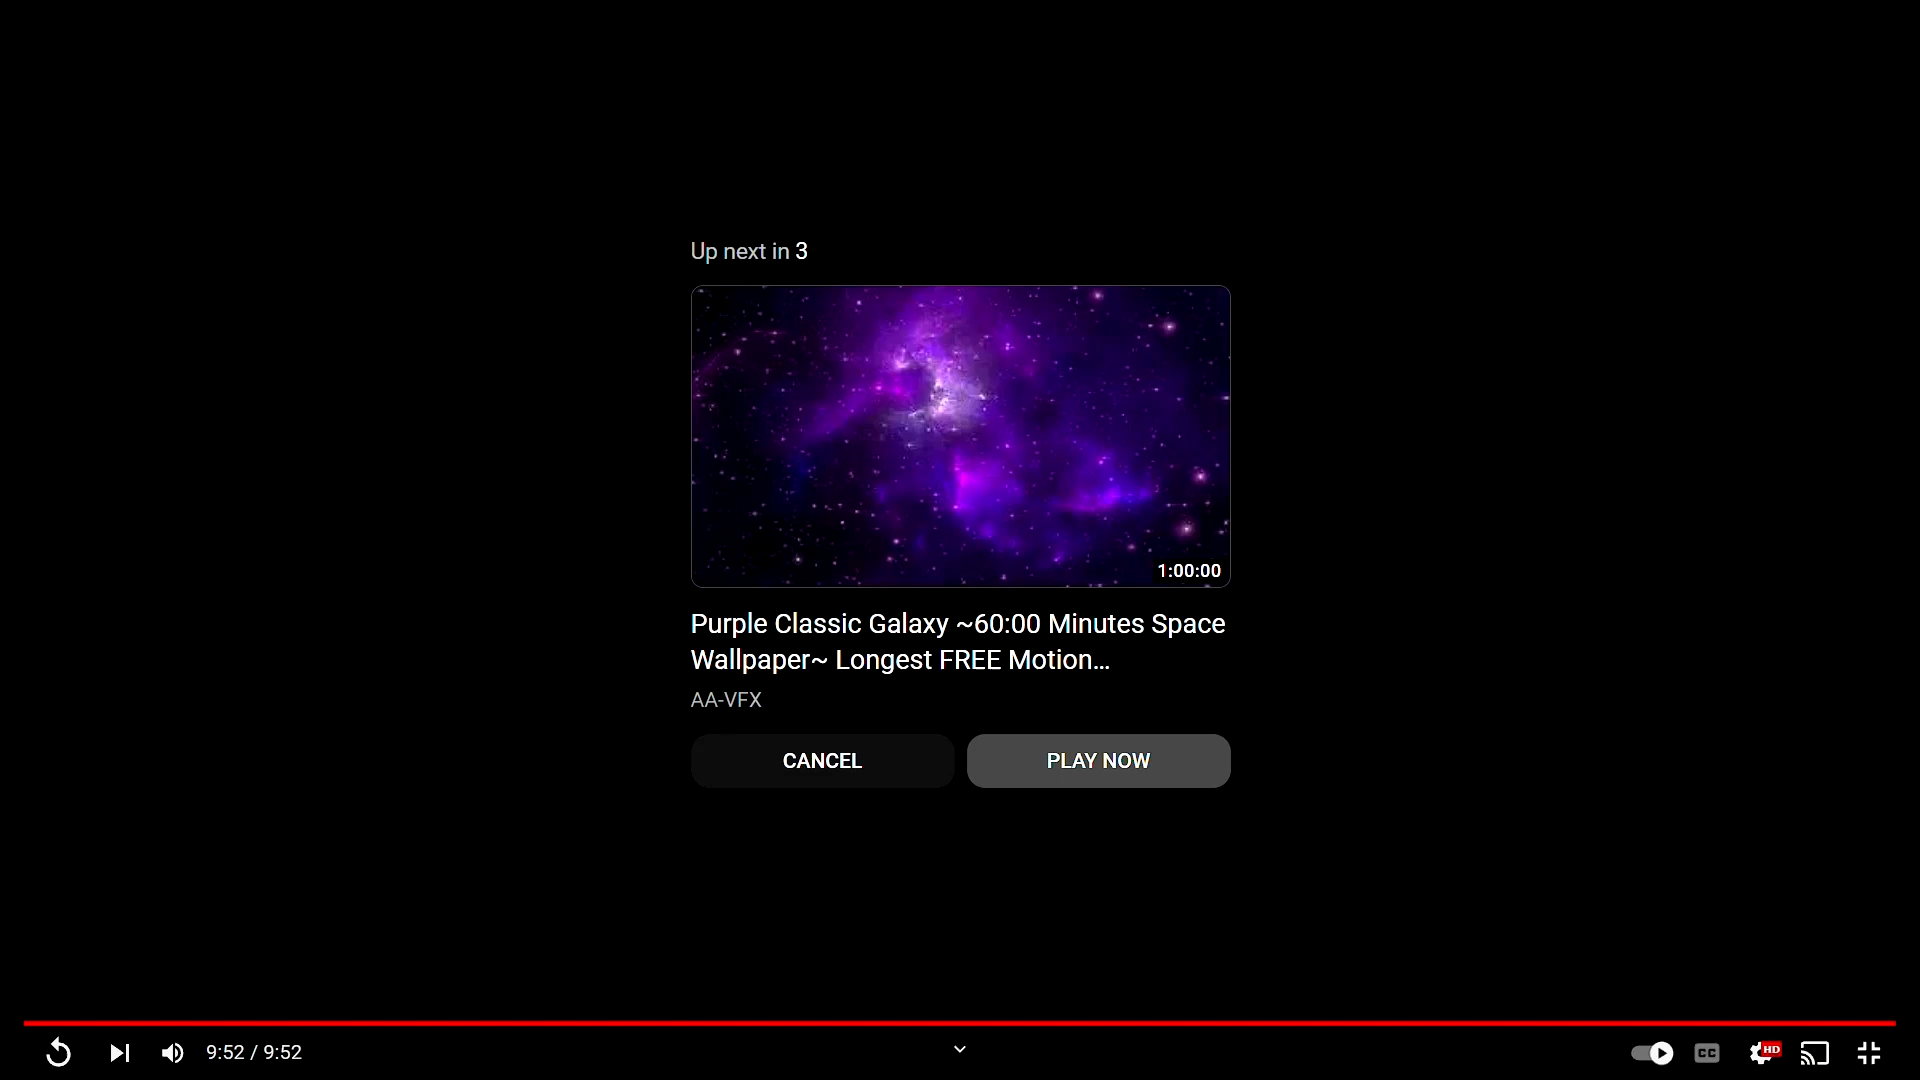 Up next in 3
1:00:00
Purple Classic Galaxy ~60:00 Minutes Space
Wallpaper~ Longest FREE Motion...
AA-VFX
CANCEL
PLAY NOW
9:52 / 9:52
CC
HD